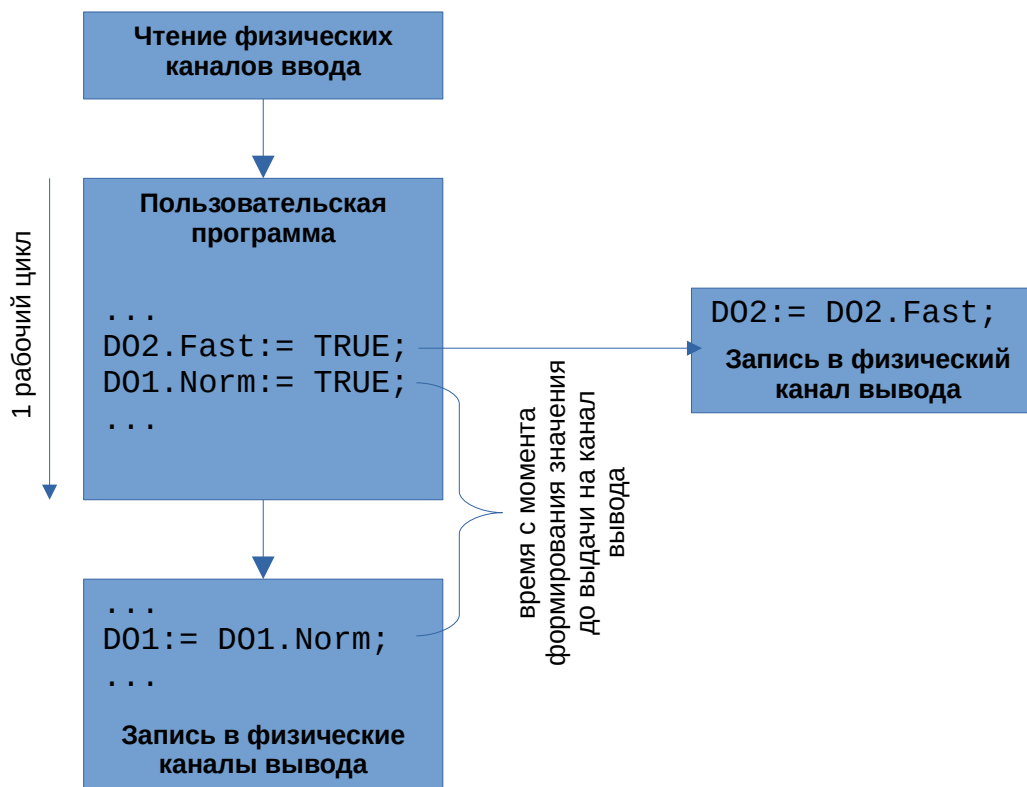 Чтение физических
каналов ввода
1 рабочий цикл
Пользовательская
программа
...
DO2.Fast:= TRUE;
DO1.Norm:= TRUE;
...
DO2:= DO2.Fast;
Запись в физический
канал вывода
время с момента
формирования значения
до выдачи на канал
вывода
...
DO1:= DO1.Norm;
...
Запись в физические
каналы вывода